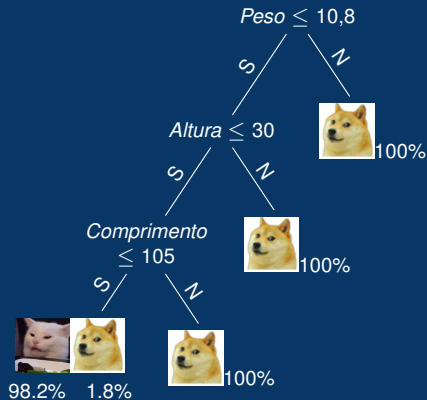 Peso ≤ 10,8
S
N
Altura ≤ 30
100%
S
N
Comprimento
≤ 105
100%
S
N
100%
98.2% 1.8%